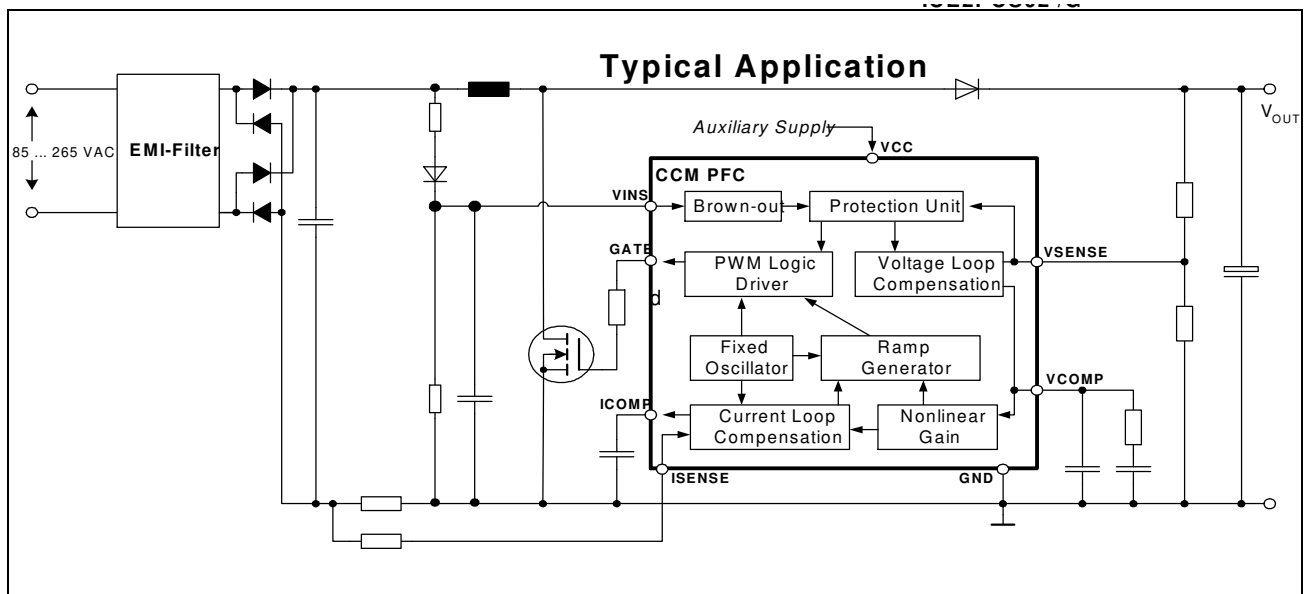 Typical Application
Auxiliary Supply
VCC
V_OUT
85 ... 265 VAC
EMI-Filter
CCM PFC
VINS
Brown-out
Protection Unit
GATE
PWM Logic
Driver
Voltage Loop
Compensation
VSENSE
d
Fixed
Oscillator
Ramp
Generator
VCOMP
ICOMP
Current Loop
Compensation
Nonlinear
Gain
ISENSE
GND